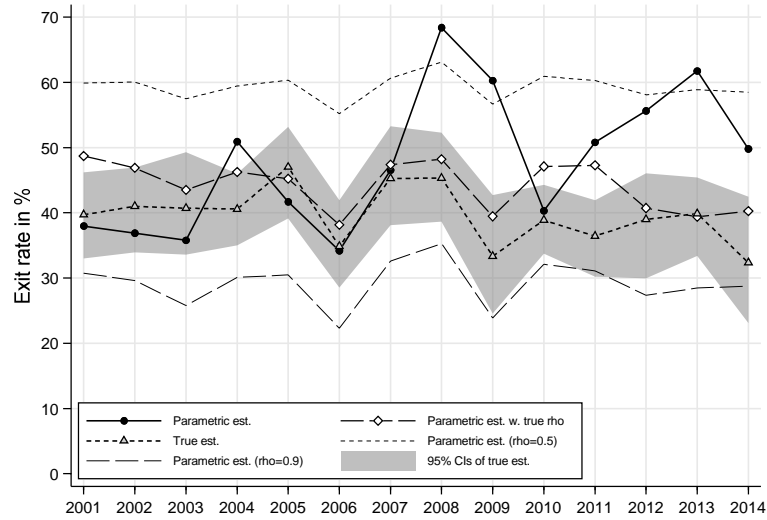 Exit rate in %
70
60
50
40
30
20
10
0
Parametric est.
Parametric est. w. true rho
True est.
Parametric est. (rho=0.5)
Parametric est. (rho=0.9)
95% CIs of true est.
2001 2002 2003 2004 2005 2006 2007 2008 2009 2010 2011 2012 2013 2014